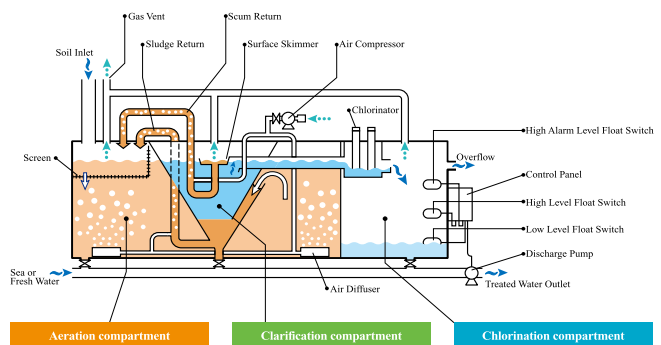 Gas Vent
Scum Return
Soil Inlet
Sludge Return
Surface Skimmer
Air Compressor
Chlorinator
High Alarm Level Float Switch
Screen
Overflow
Control Panel
High Level Float Switch
Low Level Float Switch
Discharge Pump
Sea or
Fresh Water
Air Diffuser
Treated Water Outlet
Aeration compartment
Clarification compartment
Chlorination compartment